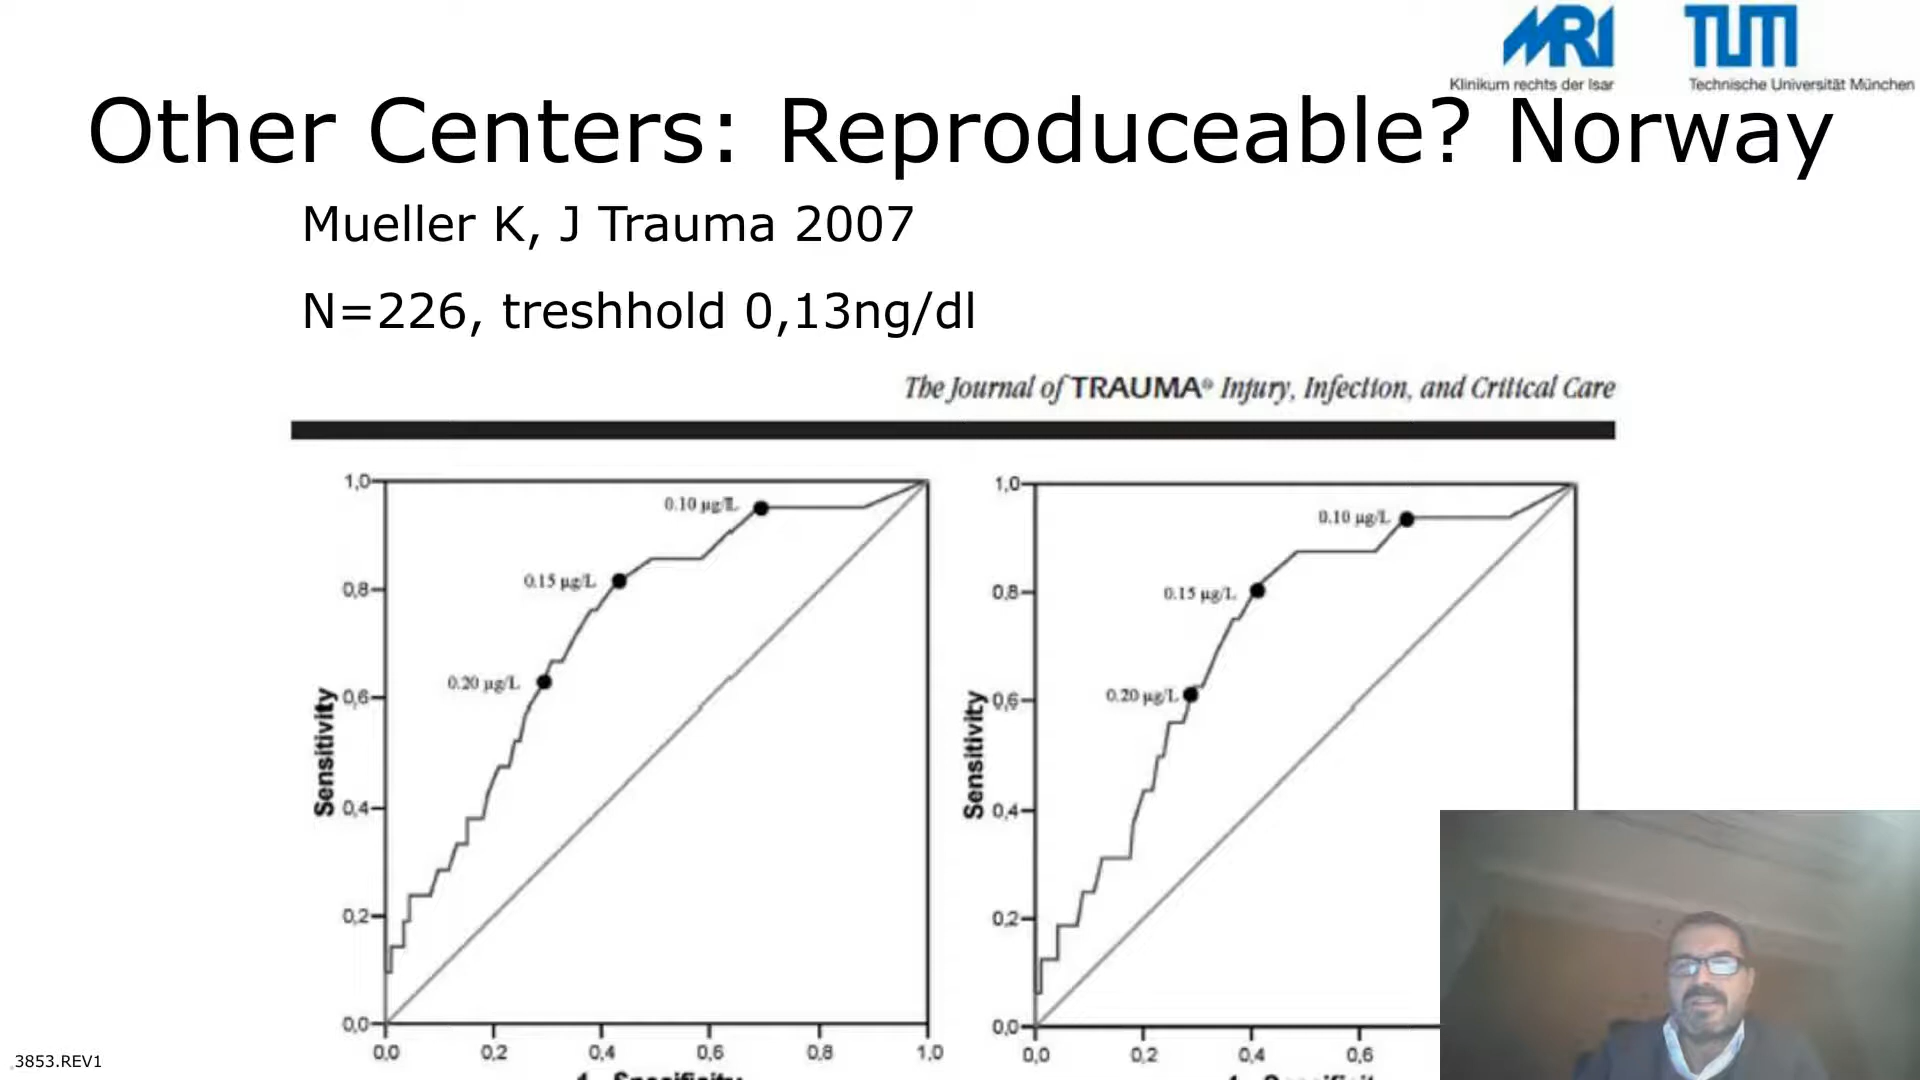 MRI TUM
Klinikum rechts der Isar
Technische Universität München
Other Centers: Reproduceable? Norway
Mueller K, J Trauma 2007
N=226, treshhold 0,13ng/dl
The Journal of TRAUMA® Injury, Infection, and Critical Care
1,0
0,8
0,6
0,4
0,2
0,0
Sensitivity
0.10 µg/L
0.15 µg/L
0.20 µg/L
0,0 0,2 0,4 0,6 0,8 1,0
1 - Specificity
1,0
0,8
0,6
0,4
0,2
0,0
Sensitivity
0.10 µg/L
0.15 µg/L
0.20 µg/L
0,0 0,2 0,4 0,6
3853.REV1